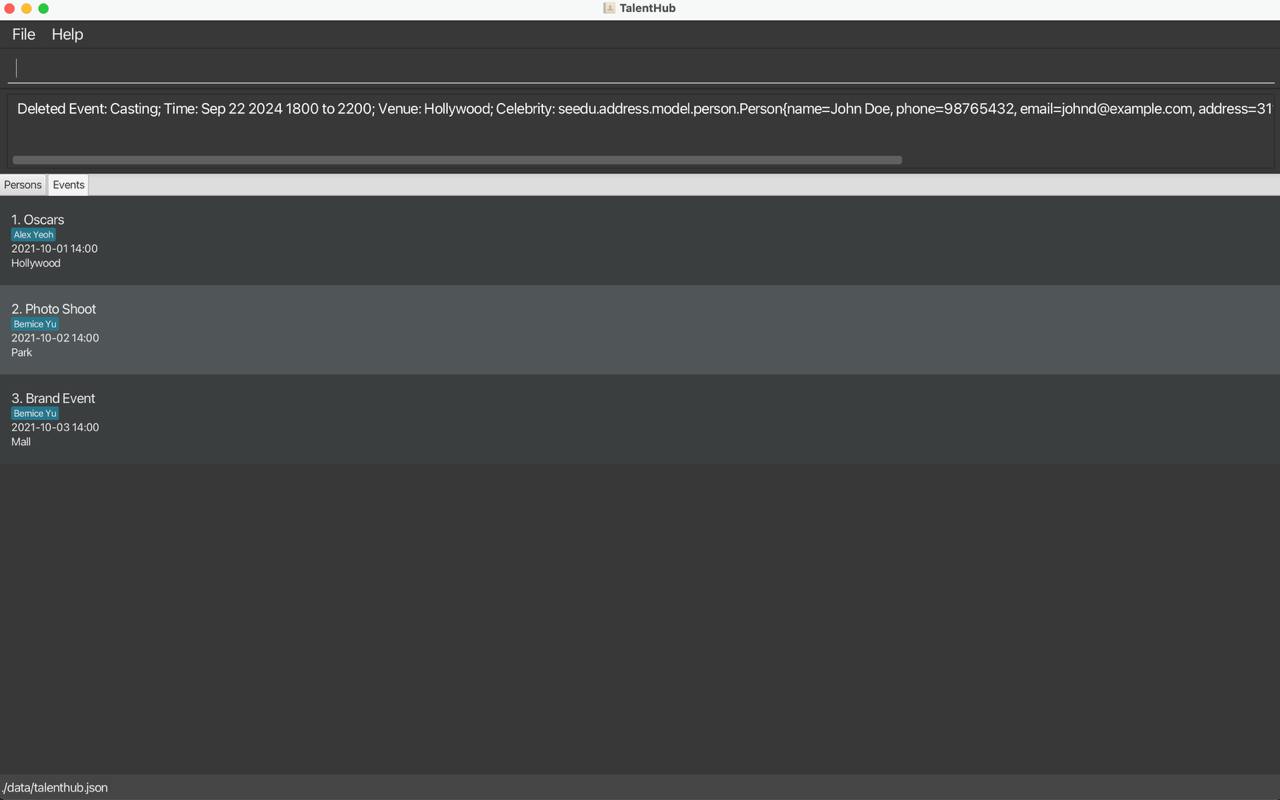 TalentHub
File Help
Deleted Event: Casting; Time: Sep 22 2024 1800 to 2200; Venue: Hollywood; Celebrity: seedu.address.model.person.Person{name=John Doe, phone=98765432, email=johnd@example.com, address=31
Persons Events
1. Oscars
Alex Yeoh
2021-10-01 14:00
Hollywood
2. Photo Shoot
Bernice Yu
2021-10-02 14:00
Park
3. Brand Event
Bernice Yu
2021-10-03 14:00
Mall
./data/talenthub.json